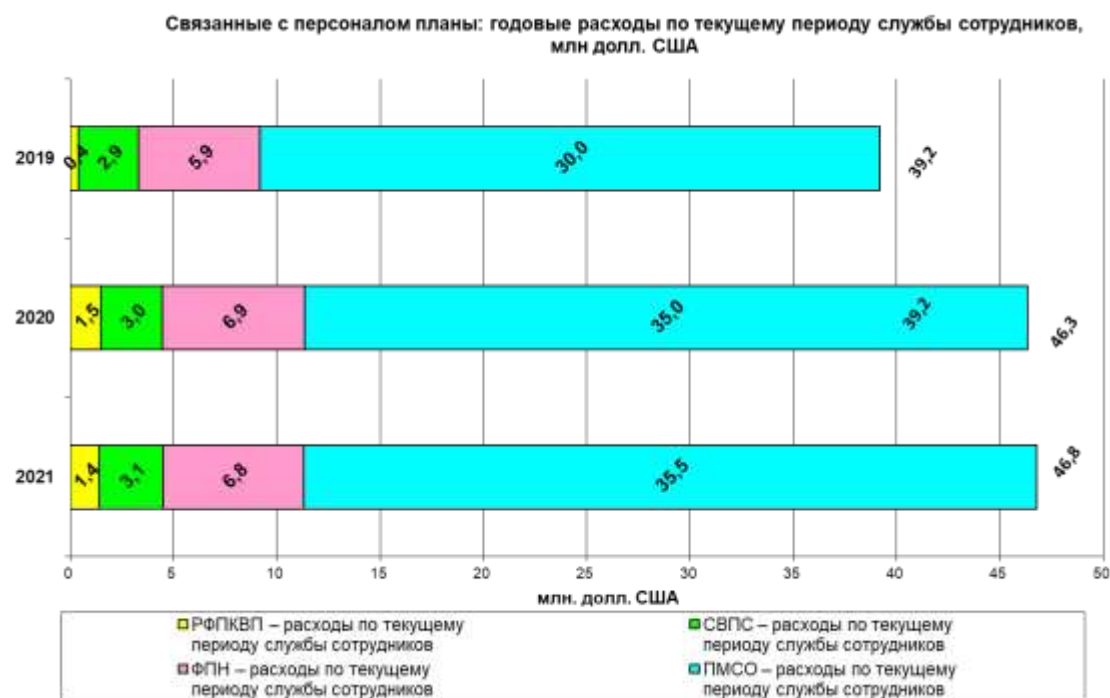 Связанные с персоналом планы: годовые расходы по текущему периоду службы сотрудников,
млн долл. США
2019
0,4
2,9
5,9
30,0
39,2
2020
1,5
3,0
6,9
35,0
39,2
46,3
2021
1,4
3,1
6,8
35,5
46,8
0 5 10 15 20 25 30 35 40 45 50
млн. долл. США
РФПКВП – расходы по текущему
периоду службы сотрудников
СВПС – расходы по текущему
периоду службы сотрудников
ФПН – расходы по текущему
периоду службы сотрудников
ПМСО – расходы по текущему
периоду службы сотрудников